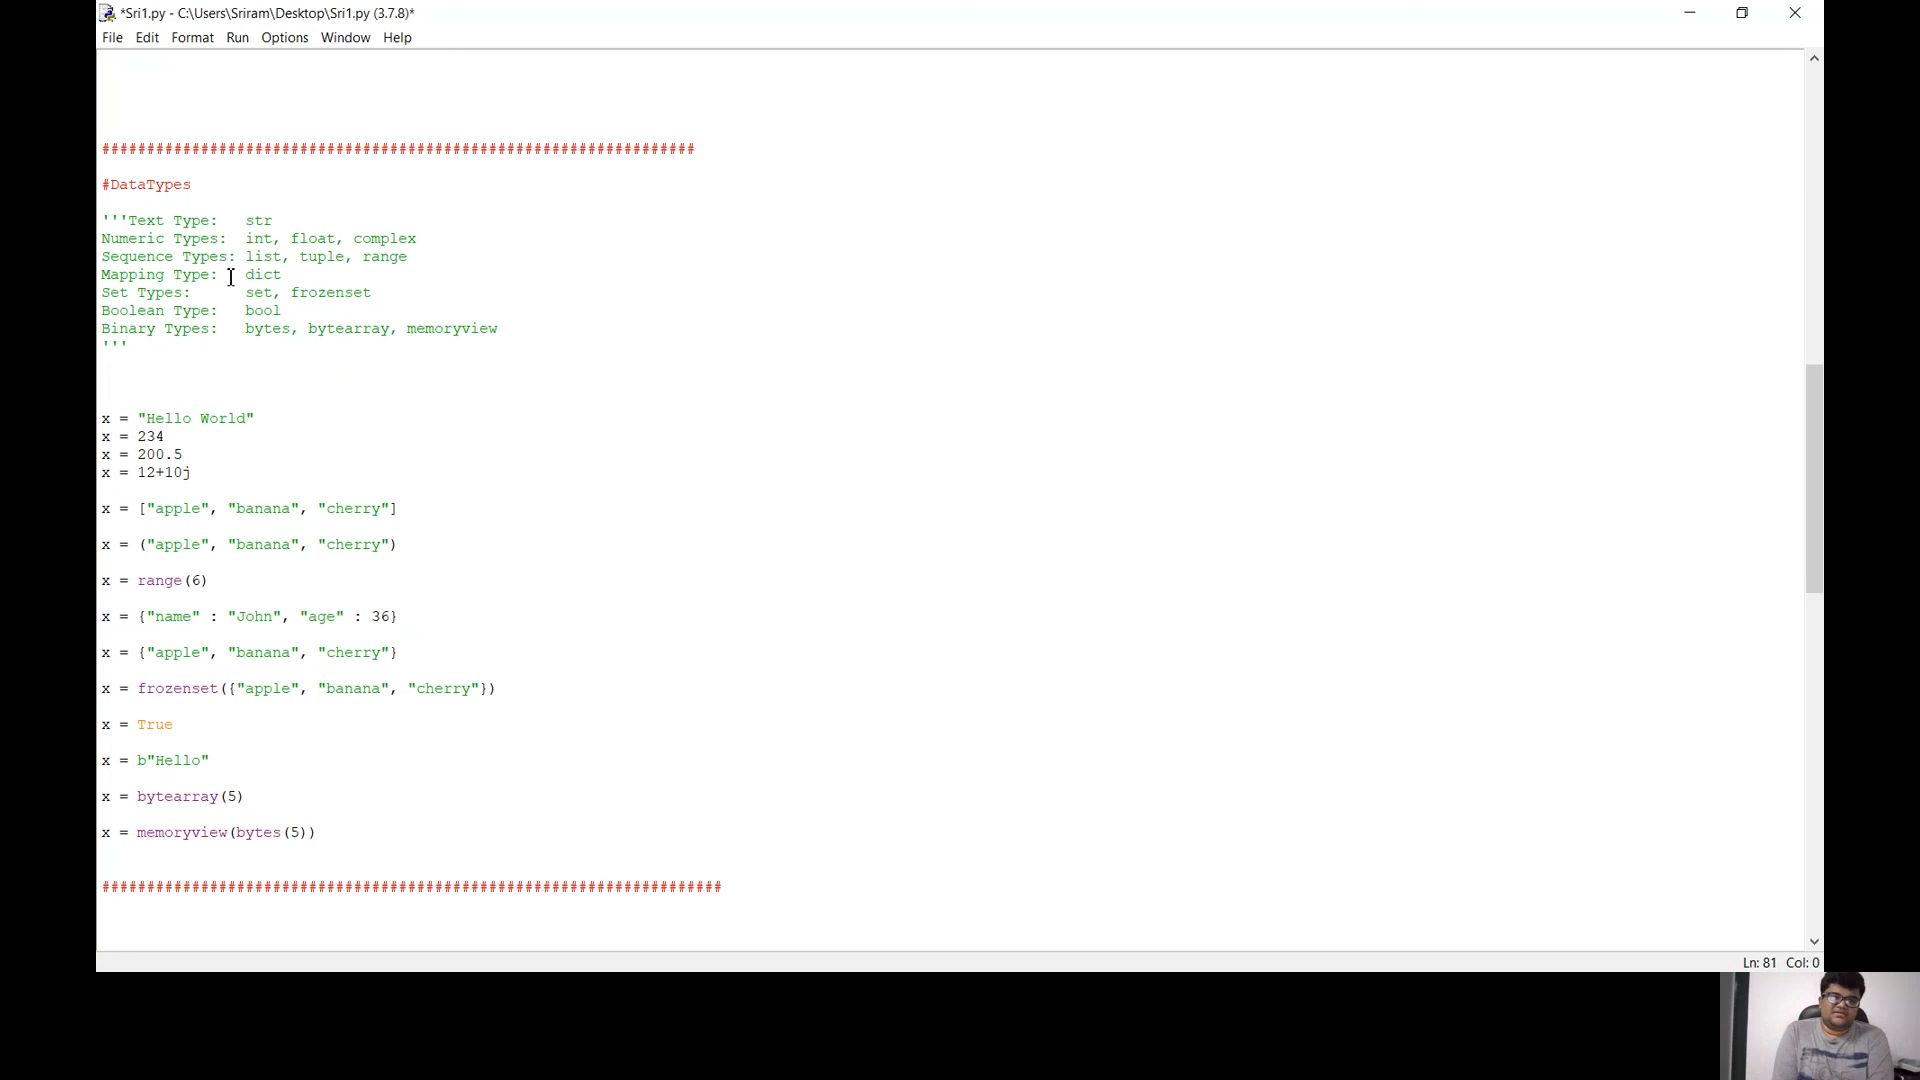 *Sri1.py - C:\Users\Sriram\Desktop\Sri1.py (3.7.8)*
File Edit Format Run Options Window Help
##################################################################
#DataTypes
'''Text Type: str
Numeric Types: int, float, complex
Sequence Types: list, tuple, range
Mapping Type: dict
Set Types: set, frozenset
Boolean Type: bool
Binary Types: bytes, bytearray, memoryview
'''
x = "Hello World"
x = 234
x = 200.5
x = 12+10j
x = ["apple", "banana", "cherry"]
x = ("apple", "banana", "cherry")
x = range(6)
x = {"name" : "John", "age" : 36}
x = {"apple", "banana", "cherry"}
x = frozenset({"apple", "banana", "cherry"})
x = True
x = b"Hello"
x = bytearray(5)
x = memoryview(bytes(5))
#####################################################################
Ln: 81 Col: 0